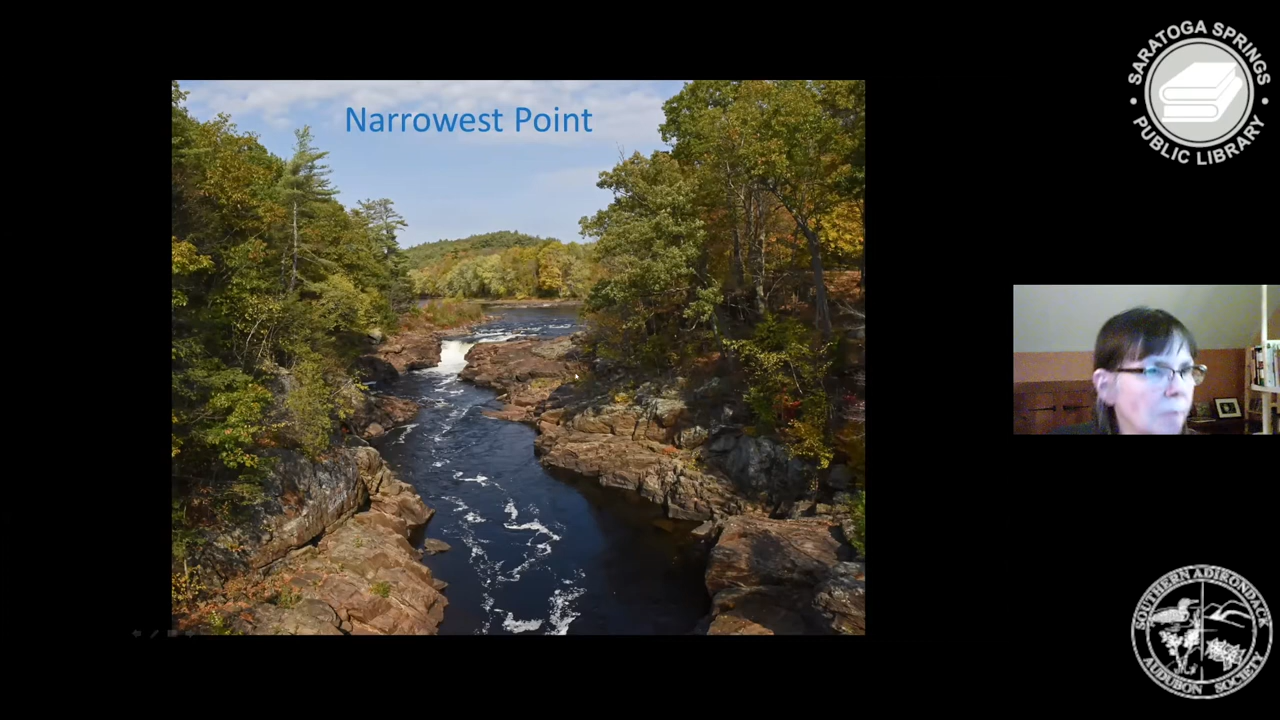 Narrowest Point
SARATOGA SPRINGS
PUBLIC LIBRARY
SOUTHERN ADIRONDACK
AUDUBON SOCIETY